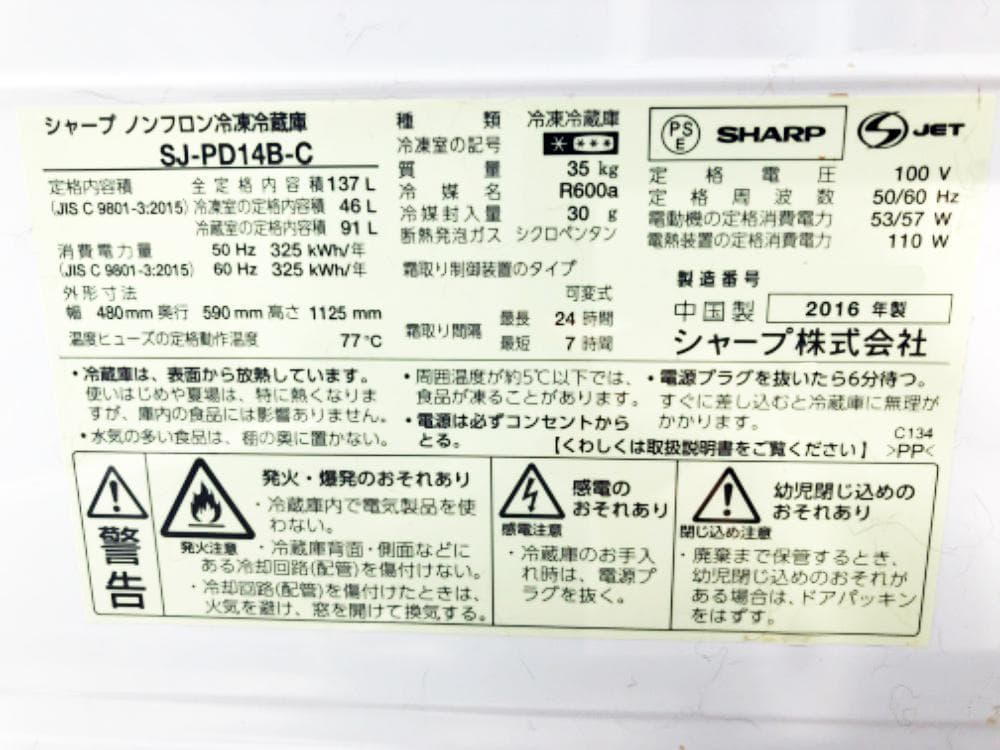 シャープ ノンフロン冷凍冷蔵庫
SJ-PD14B-C
定格内容積 全定格内容積 137 L
(JIS C 9801-3:2015) 冷凍室の定格内容積 46 L
冷蔵室の定格内容積 91 L
消費電力量 50 Hz 325 kWh/年
(JIS C 9801-3:2015) 60 Hz 325 kWh/年
外形寸法
幅 480mm 奥行 590mm 高さ 1125 mm
温度ヒューズの定格動作温度 77℃
種類 冷凍冷蔵庫
冷凍室の記号
質量 35 kg
冷媒名 R600a
冷媒封入量 30 g
断熱発泡ガス シクロペンタン
霜取り制御装置のタイプ
可変式
霜取り間隔 最長 24 時間
最短 7 時間
PS
E
SHARP
JET
定格電圧 100 V
定格周波数 50/60 Hz
電動機の定格消費電力 53/57 W
電熱装置の定格消費電力 110 W
製造番号
中国製 2016 年製
シャープ株式会社
・冷蔵庫は、表面から放熱しています。
使いはじめや夏場は、特に熱くなりま
すが、庫内の食品には影響ありません。
・水気の多い食品は、棚の奥に置かない。
・周囲温度が約5℃以下では、
食品が凍ることがあります。
・電源は必ずコンセントから
とる。
・電源プラグを抜いたら6分待つ。
すぐに差し込むと冷蔵庫に無理が
かかります。
C134
【くわしくは取扱説明書をご覧ください】 >PP<
警告
発火・爆発のおそれあり
発火注意
・冷蔵庫内で電気製品を使
わない。
・冷蔵庫背面・側面などに
ある冷却回路(配管)を傷付けない。
・冷却回路(配管)を傷付けたときは、
火気を避け、窓を開けて換気する。
感電の
おそれあり
感電注意
・冷蔵庫のお手入
れ時は、電源プ
ラグを抜く。
幼児閉じ込めの
おそれあり
閉じ込め注意
・廃棄まで保管するとき、
幼児閉じ込めのおそれが
ある場合は、ドアパッキン
をはずす。